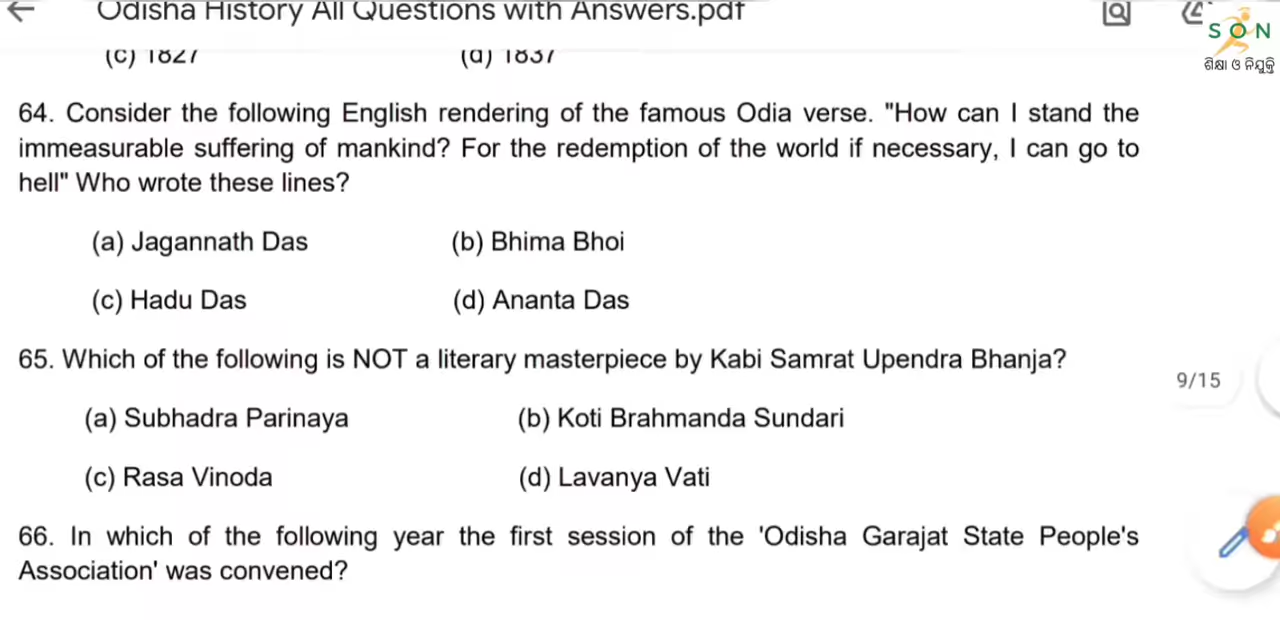 Odisha History All Questions with Answers.pdf
SON
ଶିକ୍ଷା ଓ ନିଯୁକ୍ତି
(c) 1827 (d) 1837
64. Consider the following English rendering of the famous Odia verse. "How can I stand the
immeasurable suffering of mankind? For the redemption of the world if necessary, I can go to
hell" Who wrote these lines?
(a) Jagannath Das (b) Bhima Bhoi
(c) Hadu Das (d) Ananta Das
65. Which of the following is NOT a literary masterpiece by Kabi Samrat Upendra Bhanja?
9/15
(a) Subhadra Parinaya (b) Koti Brahmanda Sundari
(c) Rasa Vinoda (d) Lavanya Vati
66. In which of the following year the first session of the 'Odisha Garajat State People's
Association' was convened?